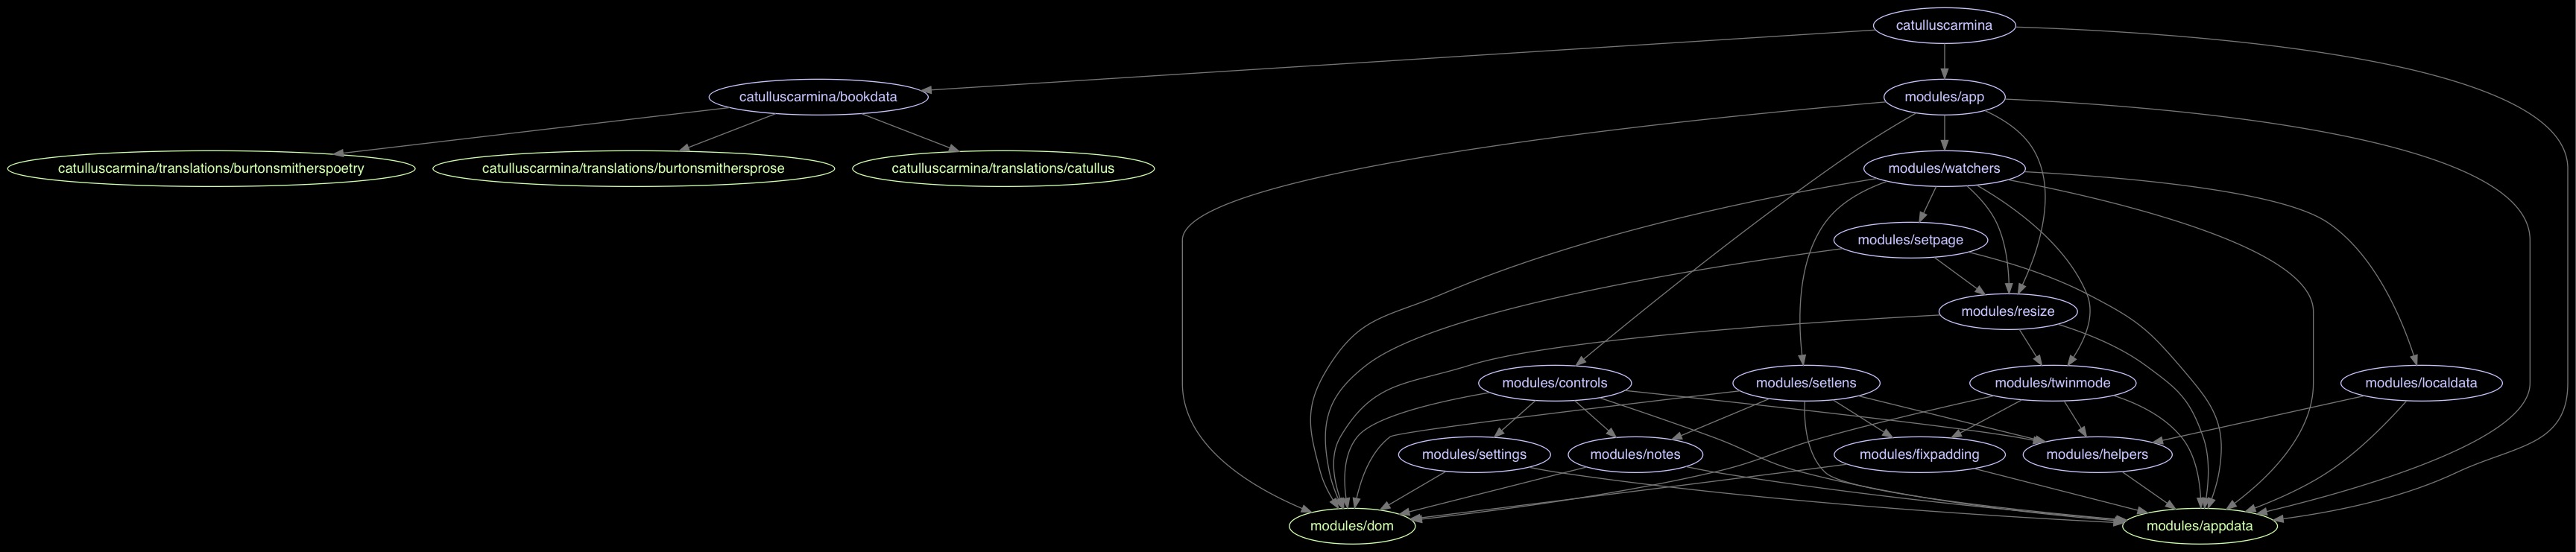 catulluscarmina
catulluscarmina/bookdata
modules/app
catulluscarmina/translations/burtonsmitherspoetry
catulluscarmina/translations/burtonsmithersprose
catulluscarmina/translations/catullus
modules/watchers
modules/setpage
modules/resize
modules/controls
modules/setlens
modules/twinmode
modules/localdata
modules/settings
modules/notes
modules/fixpadding
modules/helpers
modules/dom
modules/appdata